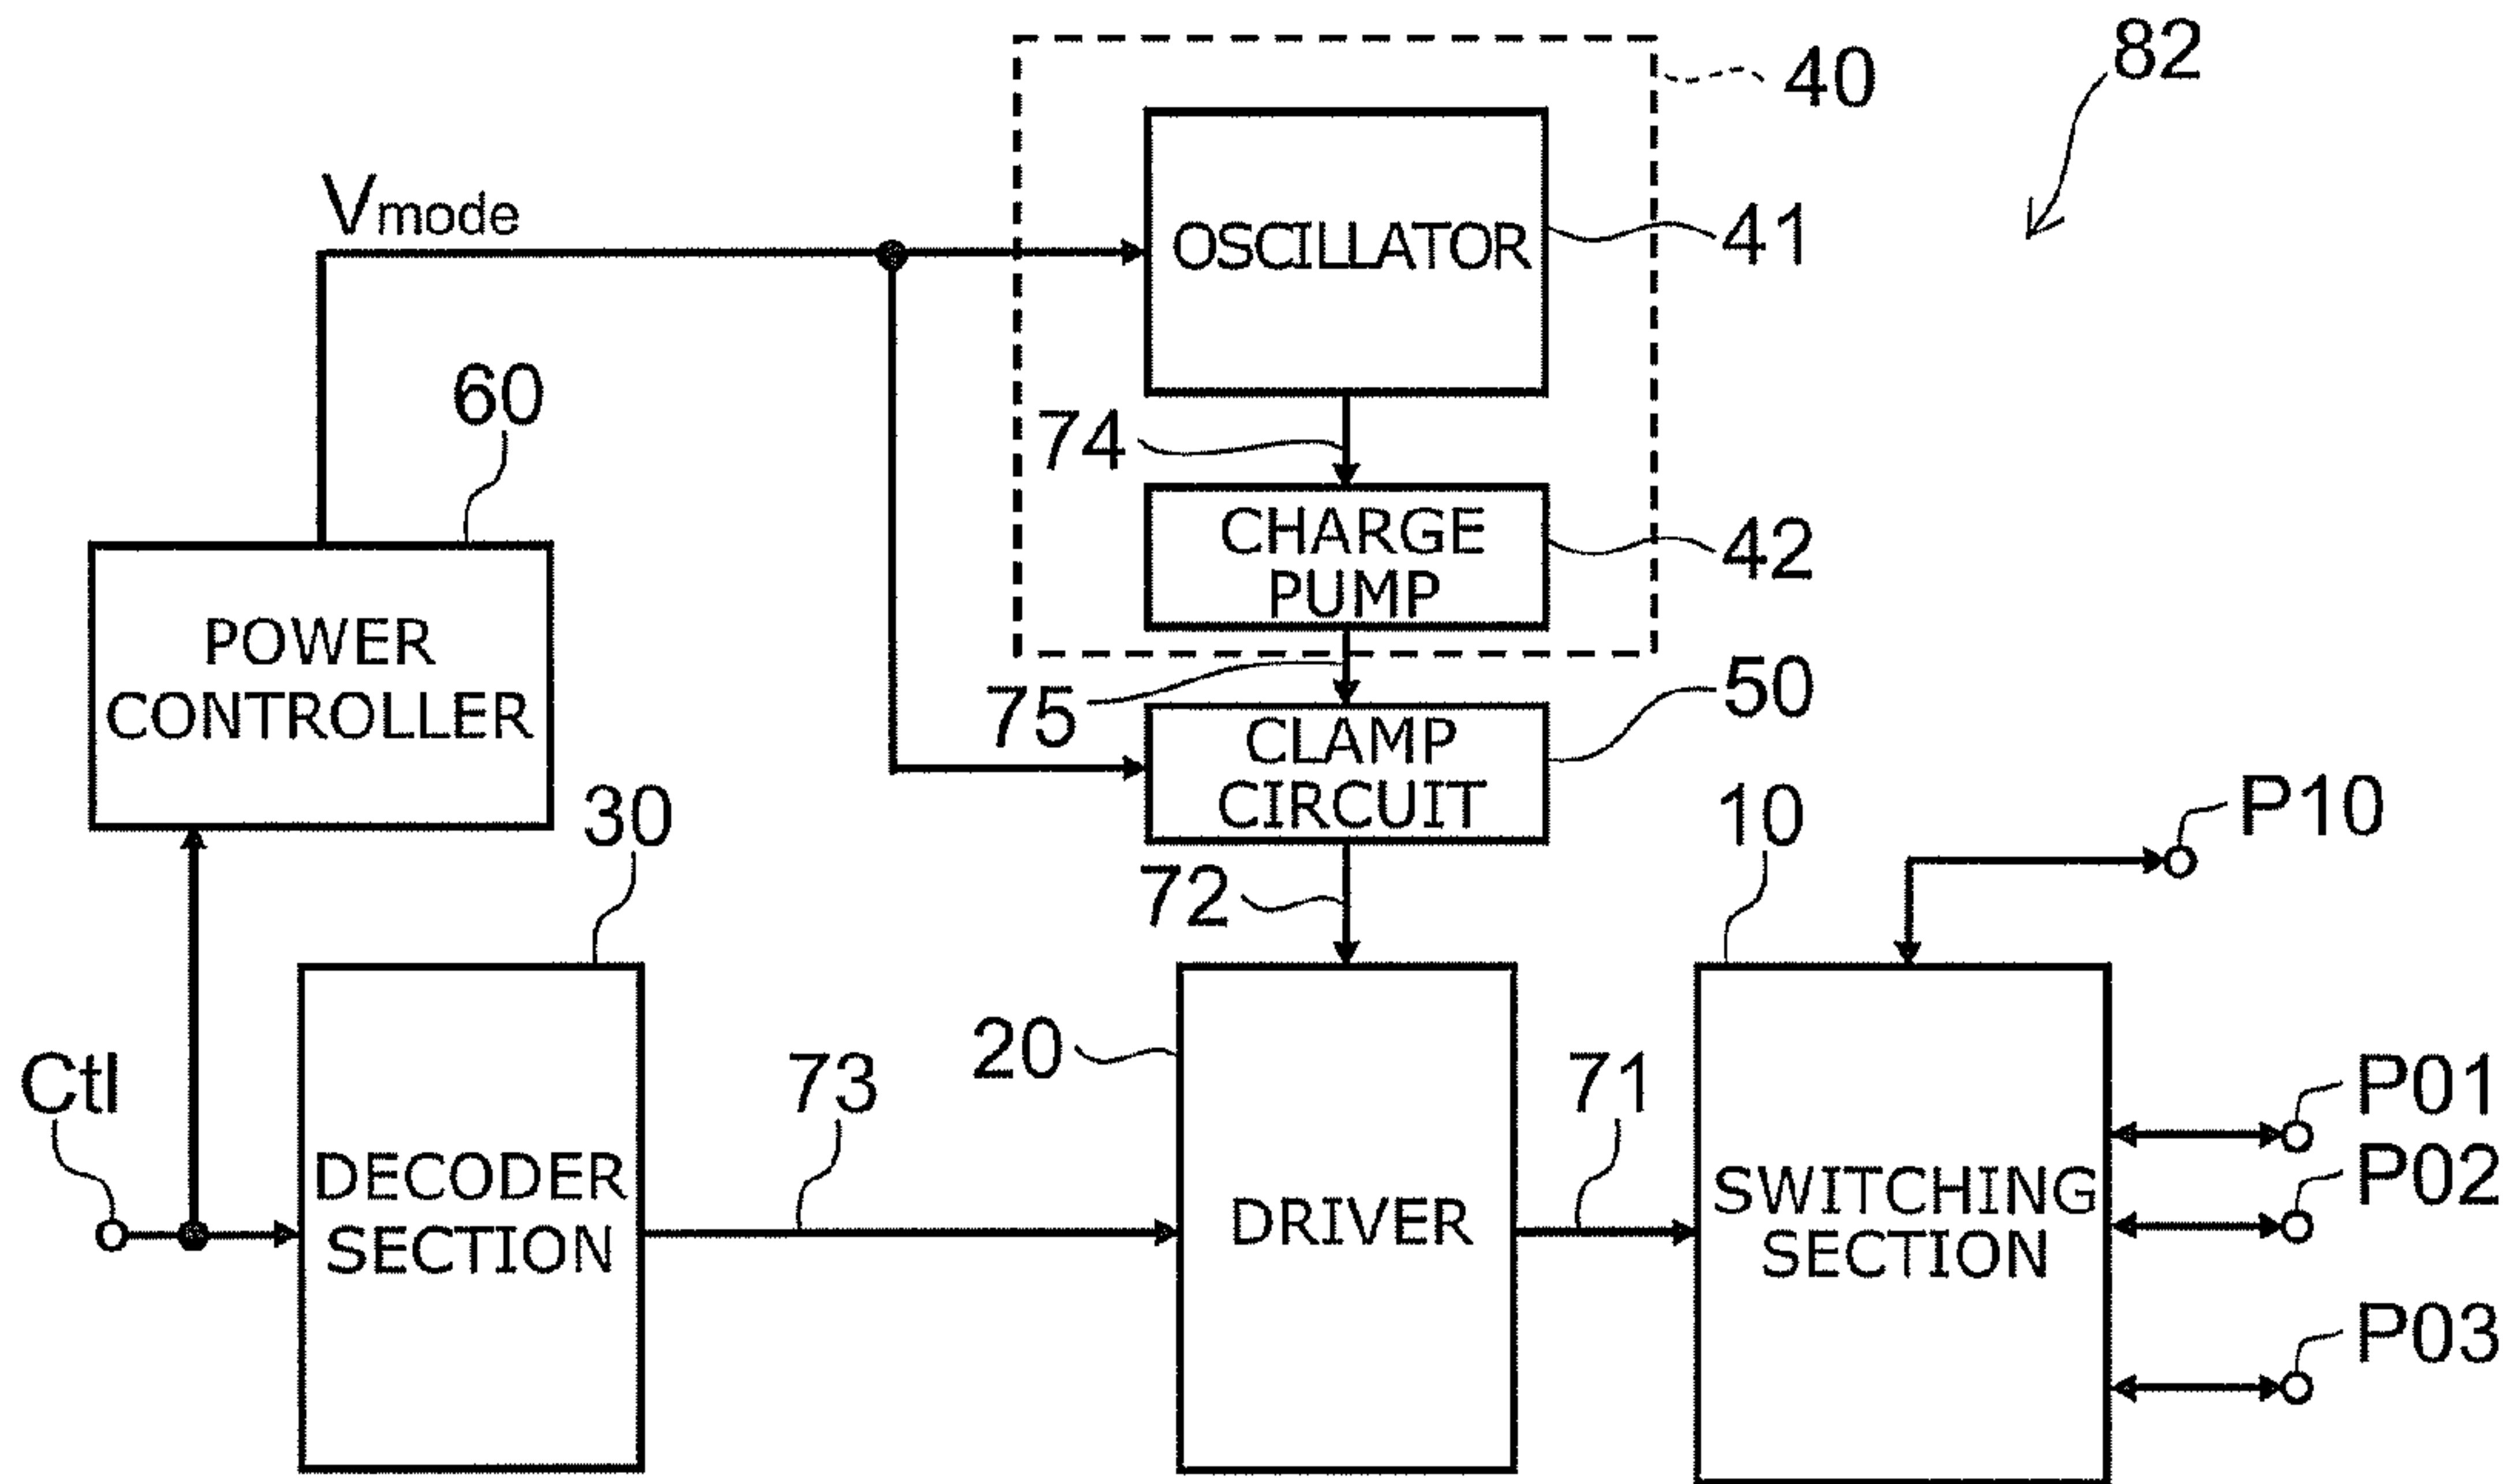 82
40
OSCILLATOR
41
Vmode
74
60
CHARGE
PUMP
42
POWER
CONTROLLER
75
50
CLAMP
CIRCUIT
30
10
P10
72
Ctl
73
20
71
P01
P02
P03
DECODER
SECTION
DRIVER
SWITCHING
SECTION